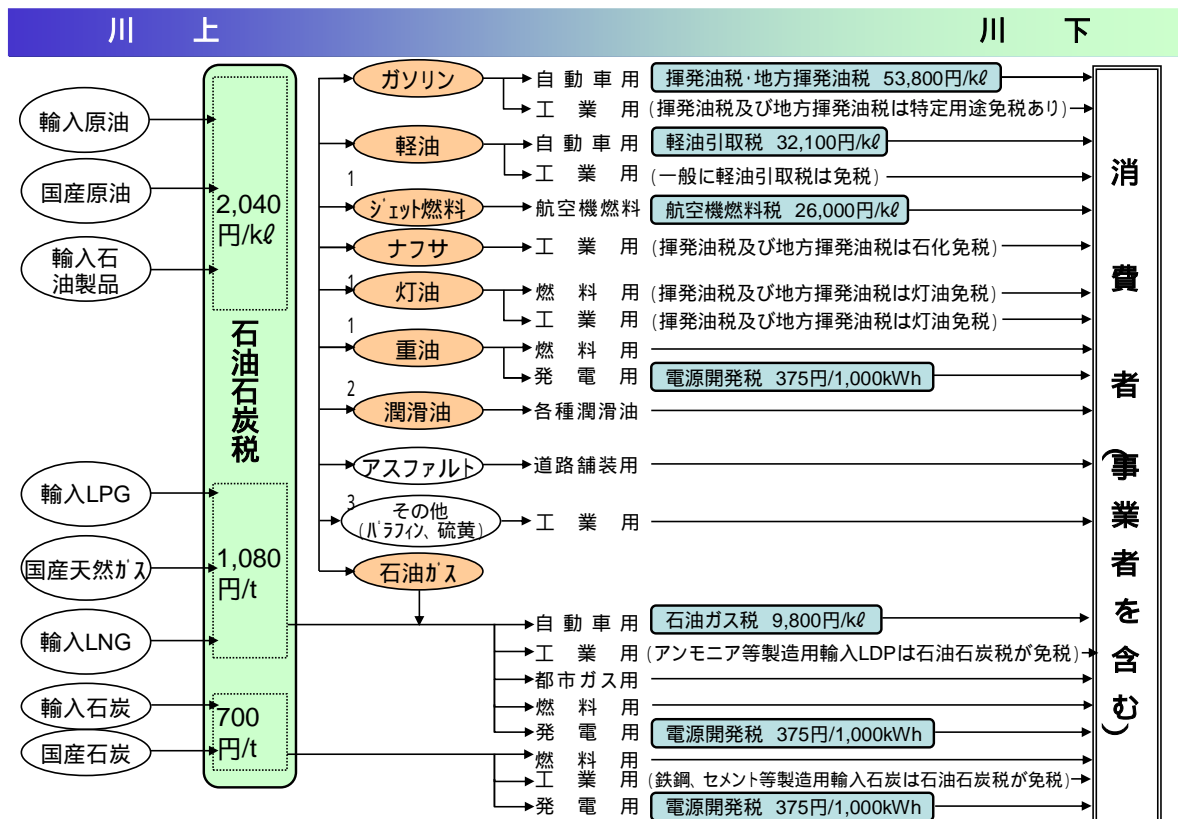 川上 川下
輸入原油
国産原油
輸入石
油製品
輸入LPG
国産天然ガス
輸入LNG
輸入石炭
国産石炭
2,040
円/kℓ
石油石炭税
1,080
円/t
700
円/t
ガソリン
自動車用 揮発油税・地方揮発油税 53,800円/kℓ
工業用 (揮発油税及び地方揮発油税は特定用途免税あり)
軽油
自動車用 軽油引取税 32,100円/kℓ
工業用 (一般に軽油引取税は免税)
1
ジェット燃料
航空機燃料 航空機燃料税 26,000円/kℓ
ナフサ
工業用 (揮発油税及び地方揮発油税は石化免税)
1
灯油
燃料用 (揮発油税及び地方揮発油税は灯油免税)
工業用 (揮発油税及び地方揮発油税は灯油免税)
1
重油
燃料用
発電用 電源開発税 375円/1,000kWh
2
潤滑油
各種潤滑油
アスファルト
道路舗装用
3
その他
(パラフィン、硫黄)
工業用
石油ガス
自動車用 石油ガス税 9,800円/kℓ
工業用 (アンモニア等製造用輸入LDPは石油石炭税が免税)
都市ガス用
燃料用
発電用 電源開発税 375円/1,000kWh
燃料用
工業用 (鉄鋼、セメント等製造用輸入石炭は石油石炭税が免税)
発電用 電源開発税 375円/1,000kWh
消費者(事業者を含む)